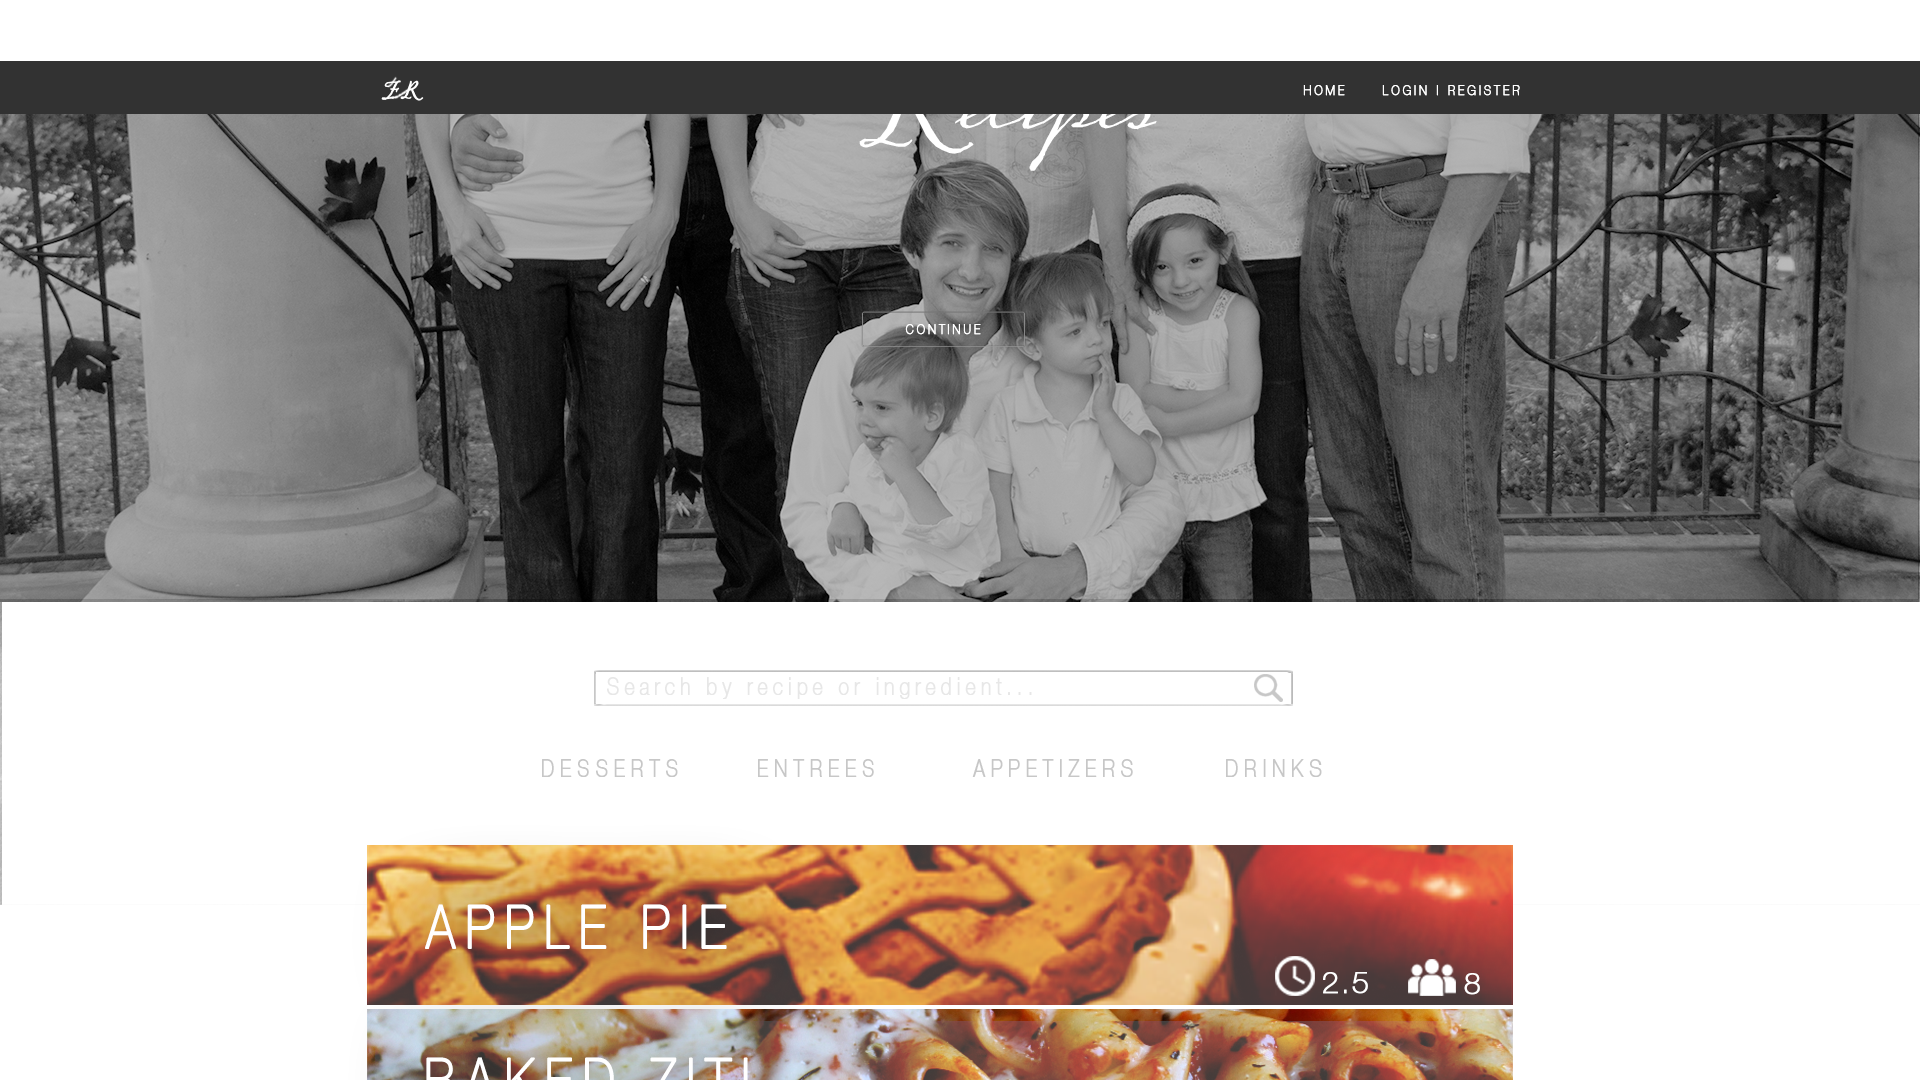 FR
HOME LOGIN | REGISTER
Recipes
CONTINUE
Search by recipe or ingredient...
DESSERTS ENTREES APPETIZERS DRINKS
APPLE PIE
2.5 8
BAKED ZITI